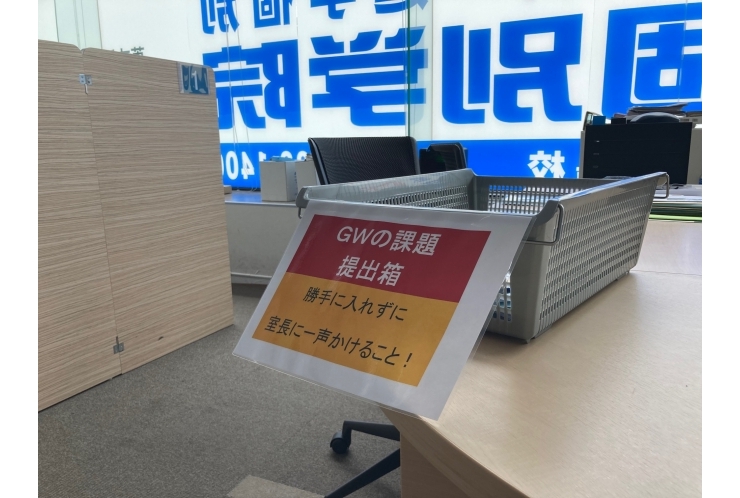 個別学院
校
GWの課題
提出箱
勝手に入れずに
室長に一声かけること！